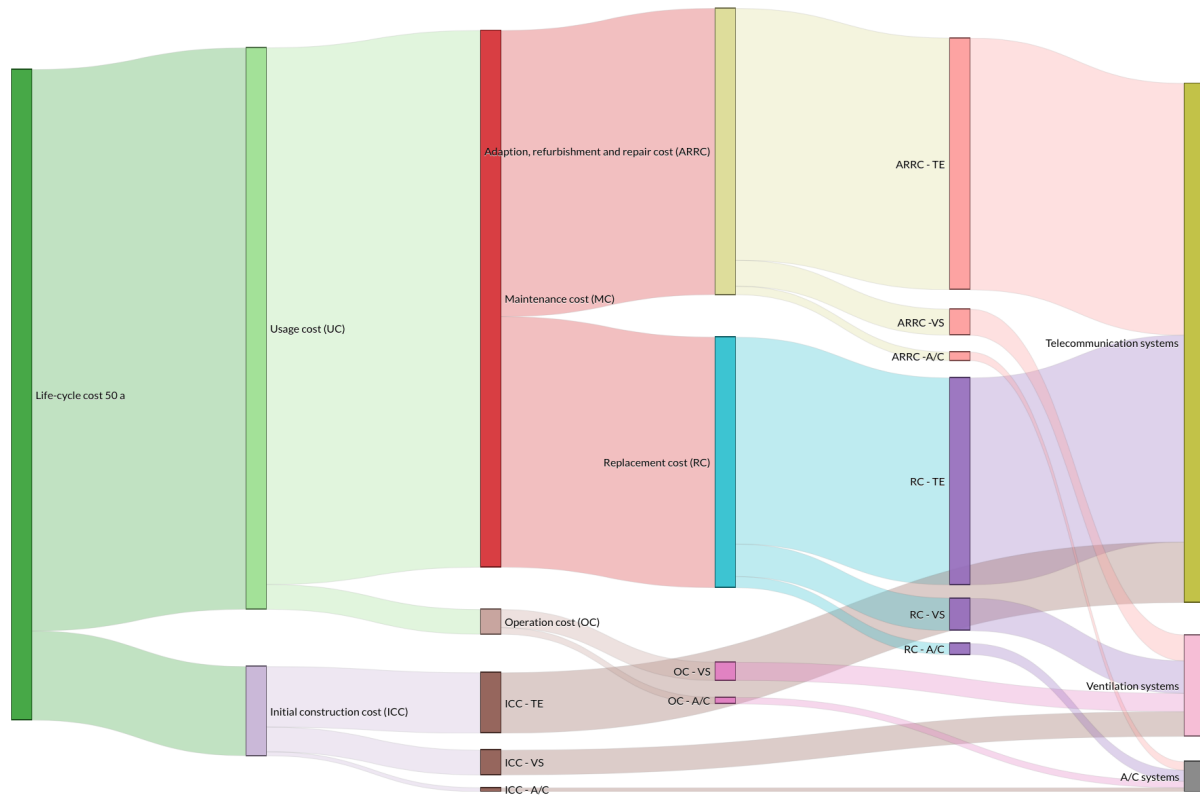 Adaption, refurbishment and repair cost (ARRC)
ARRC - TE
Maintenance cost (MC)
ARRC -VS
Usage cost (UC)
Telecommunication systems
ARRC -A/C
Life-cycle cost 50 a
Replacement cost (RC)
RC - TE
RC - VS
Operation cost (OC)
RC - A/C
OC - VS
Ventilation systems
OC - A/C
ICC - TE
Initial construction cost (ICC)
ICC - VS
A/C systems
ICC - A/C